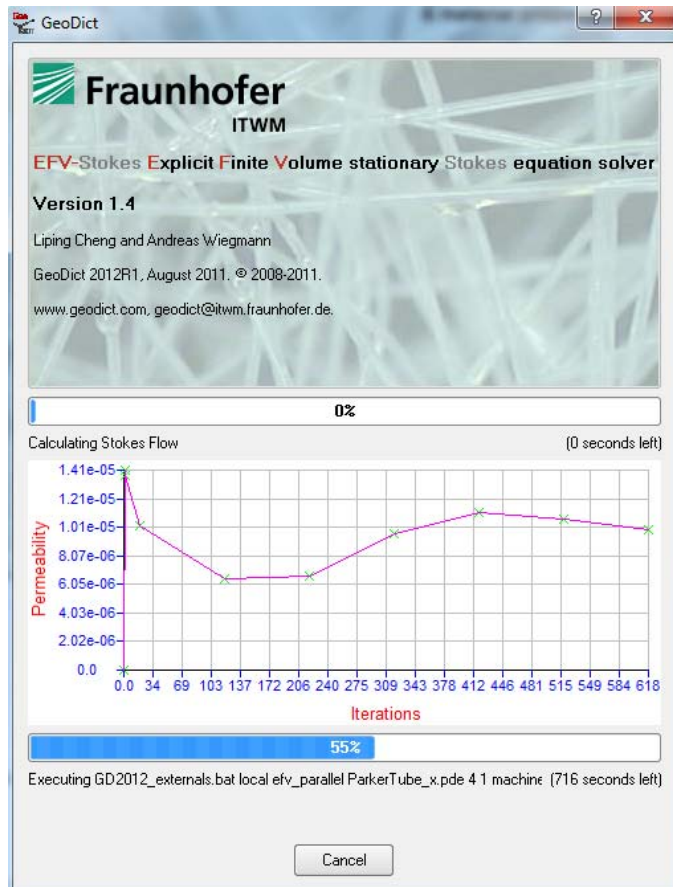 GeoDict
Fraunhofer
ITWM
EFV-Stokes Explicit Finite Volume stationary Stokes equation solver
Version 1.4
Liping Cheng and Andreas Wiegmann
GeoDict 2012R1, August 2011. © 2008-2011.
www.geodict.com, geodict@itwm.fraunhofer.de.
0%
Calculating Stokes Flow (0 seconds left)
1.41e-05
1.21e-05
1.01e-05
8.07e-06
6.05e-06
4.03e-06
2.02e-06
0.0
Permeability
0.0 34 69 103 137 172 206 240 275 309 343 378 412 446 481 515 549 584 618
Iterations
55%
Executing GD2012_externals.bat local efv_parallel ParkerTube_x.pde 4 1 machine (716 seconds left)
Cancel